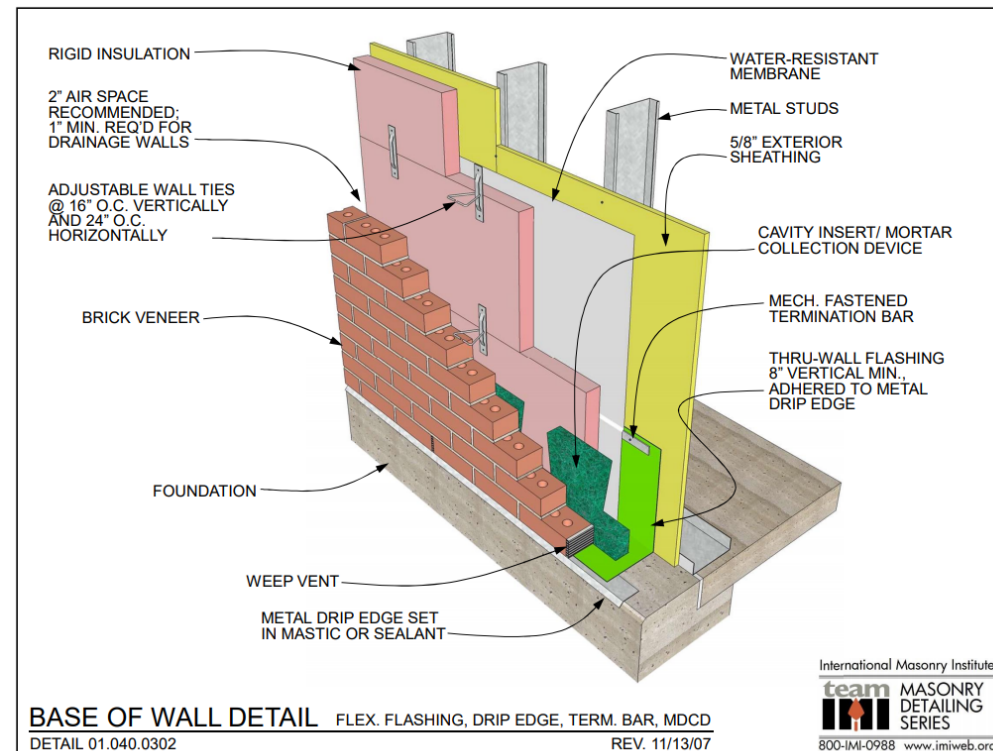 RIGID INSULATION
2" AIR SPACE
RECOMMENDED;
1" MIN. REQ'D FOR
DRAINAGE WALLS
ADJUSTABLE WALL TIES
@ 16" O.C. VERTICALLY
AND 24" O.C.
HORIZONTALLY
BRICK VENEER
FOUNDATION
WEEP VENT
METAL DRIP EDGE SET
IN MASTIC OR SEALANT
WATER-RESISTANT
MEMBRANE
METAL STUDS
5/8" EXTERIOR
SHEATHING
CAVITY INSERT/ MORTAR
COLLECTION DEVICE
MECH. FASTENED
TERMINATION BAR
THRU-WALL FLASHING
8" VERTICAL MIN.,
ADHERED TO METAL
DRIP EDGE
BASE OF WALL DETAIL FLEX. FLASHING, DRIP EDGE, TERM. BAR, MDCD
DETAIL 01.040.0302 REV. 11/13/07
International Masonry Institute
team MASONRY
DETAILING
SERIES
800-IMI-0988 www.imiweb.org